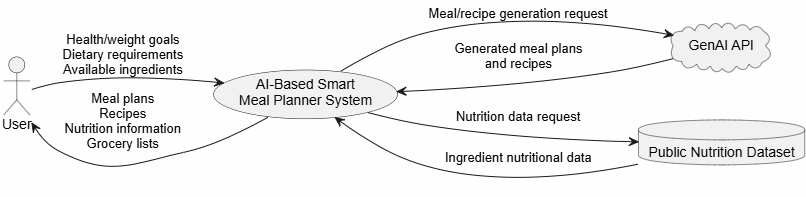 Health/weight goals
Dietary requirements
Available ingredients
User
Meal plans
Recipes
Nutrition information
Grocery lists
AI-Based Smart
Meal Planner System
Meal/recipe generation request
Generated meal plans
and recipes
GenAI API
Nutrition data request
Ingredient nutritional data
Public Nutrition Dataset